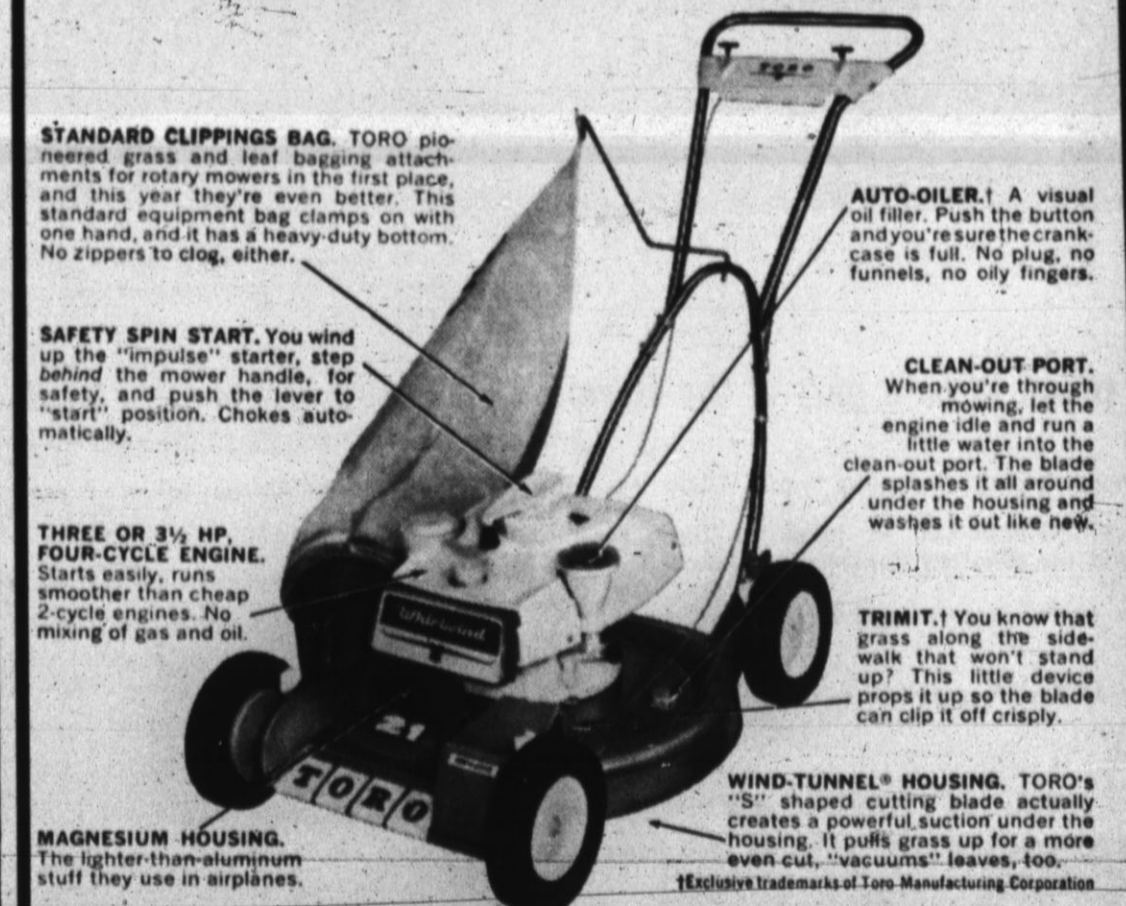 TORO
STANDARD CLIPPINGS BAG. TORO pio-
neered grass and leaf bagging attach-
ments for rotary mowers in the first place,
and this year they're even better. This
standard equipment bag clamps on with
one hand, and it has a heavy-duty bottom.
No zippers to clog, either.
AUTO-OILER.† A visual
oil filler. Push the button
and you're sure the crank-
case is full. No plug, no
funnels, no oily fingers.
SAFETY SPIN START. You wind
up the "impulse" starter, step
behind the mower handle, for
safety, and push the lever to
"start" position. Chokes auto-
matically.
CLEAN-OUT PORT.
When you're through
mowing, let the
engine idle and run a
little water into the
clean-out port. The blade
splashes it all around
under the housing and
washes it out like new.
THREE OR 3½ HP,
FOUR-CYCLE ENGINE.
Starts easily, runs
smoother than cheap
2-cycle engines. No
mixing of gas and oil.
Whirlwind
TRIMIT.† You know that
grass along the side-
walk that won't stand
up? This little device
props it up so the blade
can clip it off crisply.
21
TORO
MAGNESIUM HOUSING.
The lighter-than-aluminum
stuff they use in airplanes.
WIND-TUNNEL® HOUSING. TORO's
"S" shaped cutting blade actually
creates a powerful suction under the
housing. It puffs grass up for a more
even cut, "vacuums" leaves, too.
†Exclusive trademarks of Toro Manufacturing Corporation